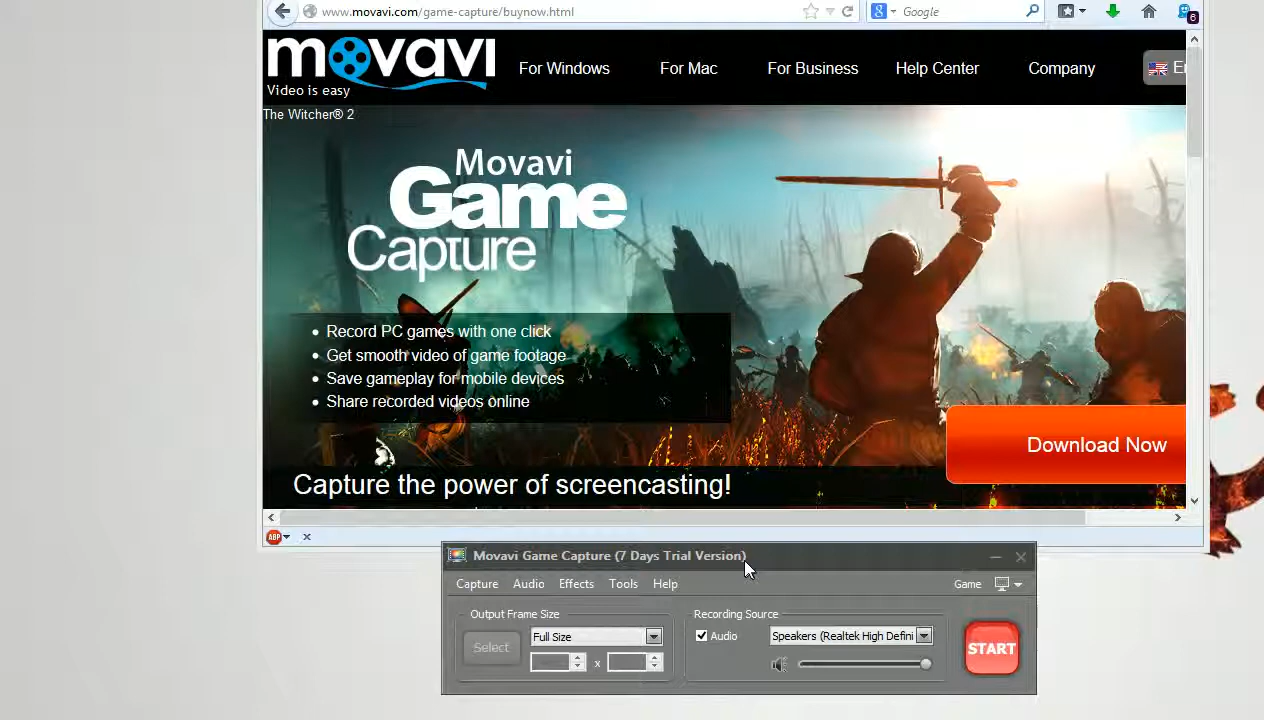 www.movavi.com/game-capture/buynow.html
Google
6
movavi
Video is easy
For Windows For Mac For Business Help Center Company
The Witcher® 2
Movavi
Game
Capture
Record PC games with one click
Get smooth video of game footage
Save gameplay for mobile devices
Share recorded videos online
Download Now
Capture the power of screencasting!
ABP
Movavi Game Capture (7 Days Trial Version)
Capture Audio Effects Tools Help Game
Output Frame Size Recording Source
Full Size Audio Speakers (Realtek High Defini
Select START
x